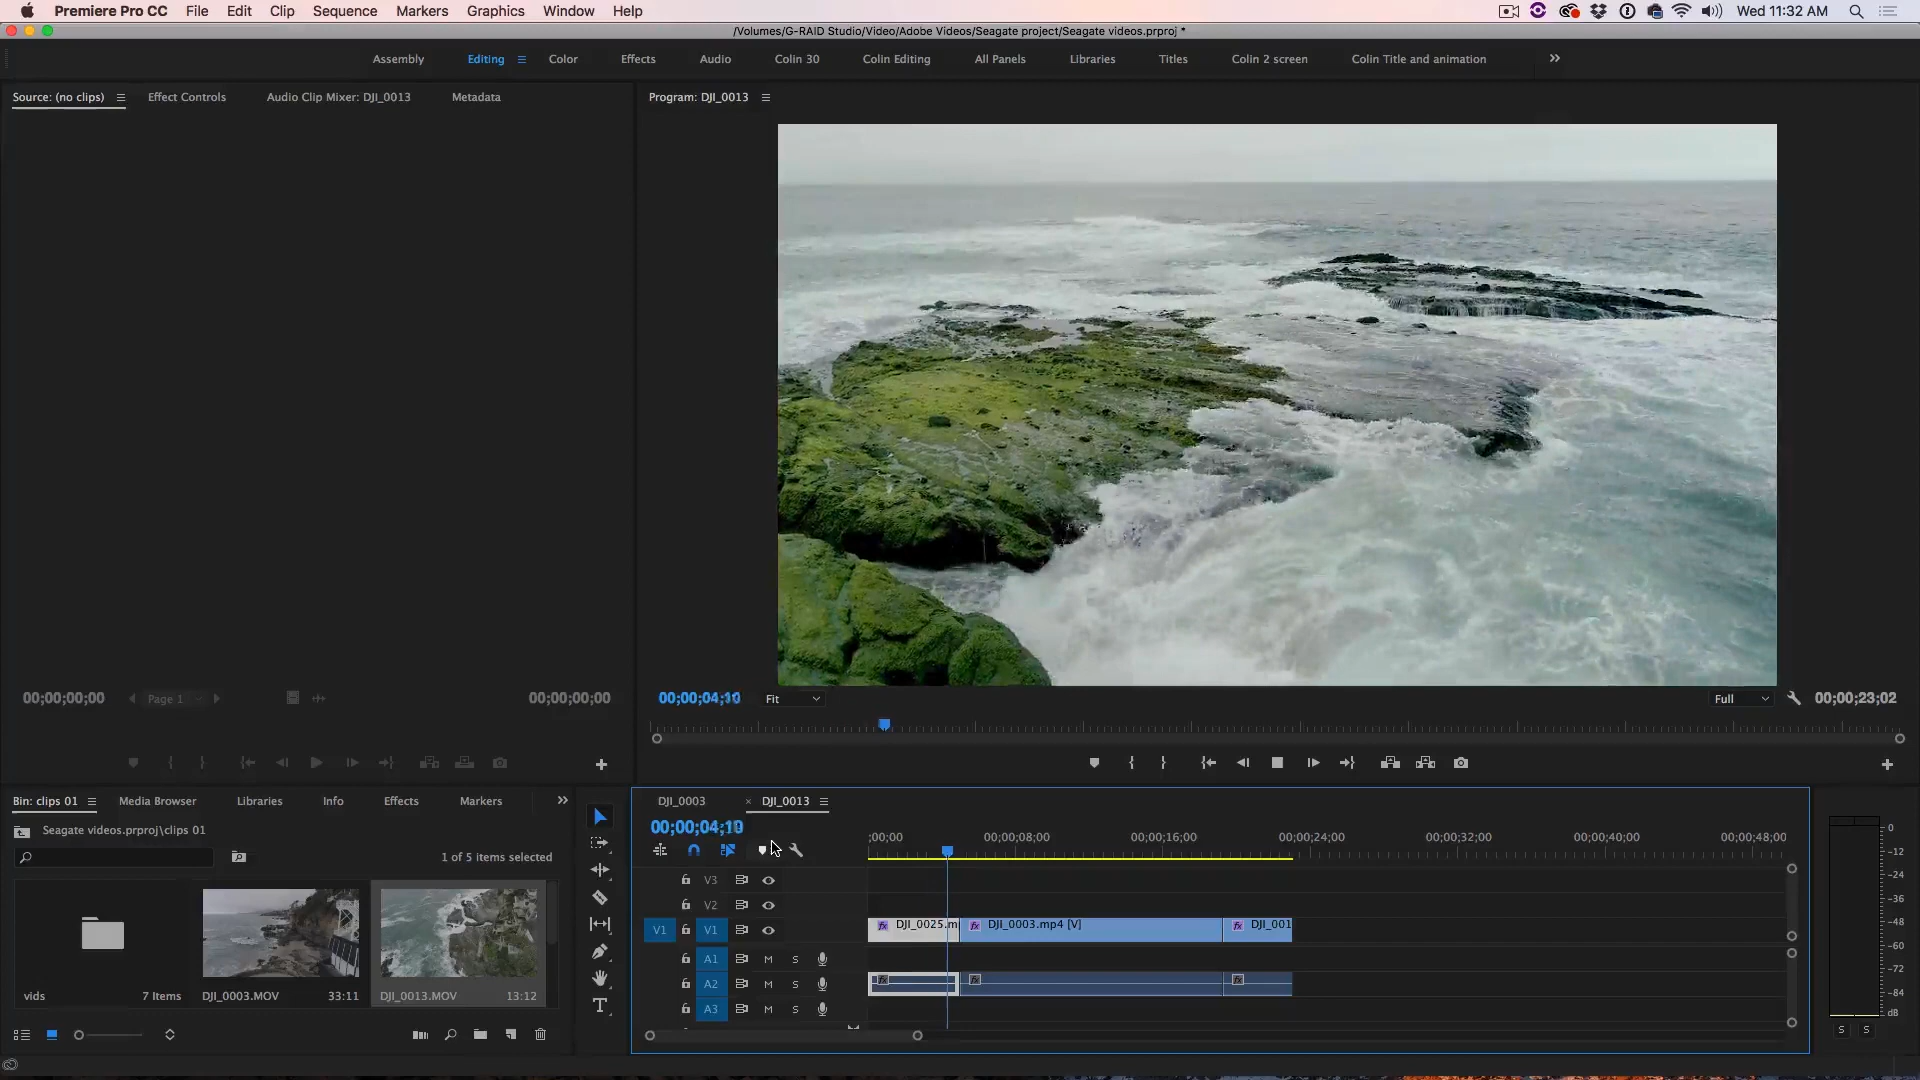 Premiere Pro CC File Edit Clip Sequence Markers Graphics Window Help Wed 11:32 AM
/Volumes/G-RAID Studio/Video/Adobe Videos/Seagate project/Seagate videos.prproj *
Assembly Editing Color Effects Audio Colin 30 Colin Editing All Panels Libraries Titles Colin 2 screen Colin Title and animation
Source: (no clips) Effect Controls Audio Clip Mixer: DJI_0013 Metadata Program: DJI_0013
00;00;00;00 Page 1 00;00;00;00 00;00;04;10 Fit Full 00;00;23;02
Bin: clips 01 Media Browser Libraries Info Effects Markers DJI_0003 × DJI_0013
Seagate videos.prproj\clips 01
00;00;04;10
;00;00 00;00;08;00 00;00;16;00 00;00;24;00 00;00;32;00 00;00;40;00 00;00;48;00
1 of 5 items selected
V3
V2
V1 V1 DJI_0025.m DJI_0003.mp4 [V] DJI_001
A1 M S
A2 M S
A3 M S
vids 7 Items DJI_0003.MOV 33:11 DJI_0013.MOV 13:12
0
-12
-24
-36
-48
-60
-72
-84
dB
S S